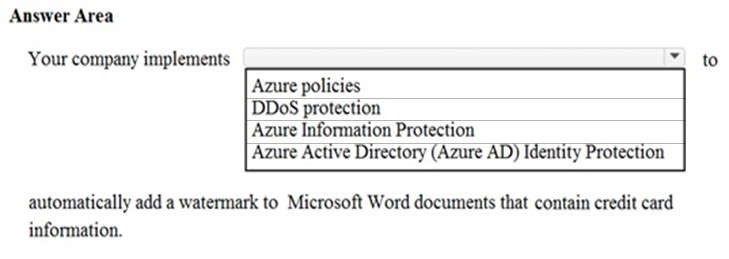 Answer Area
Your company implements to
Azure policies
DDoS protection
Azure Information Protection
Azure Active Directory (Azure AD) Identity Protection
automatically add a watermark to Microsoft Word documents that contain credit card
information.